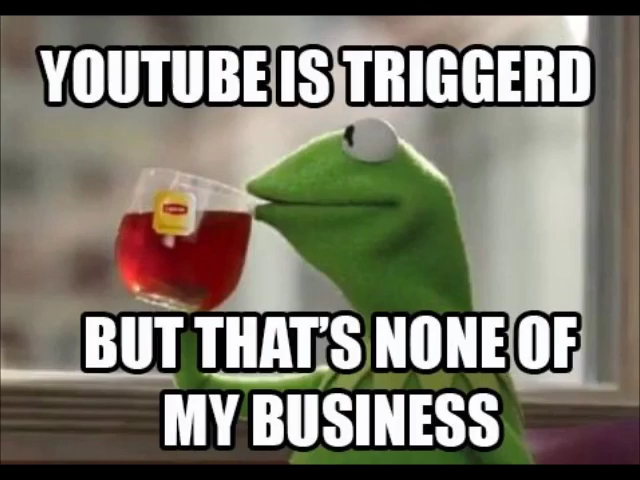 YOUTUBE IS TRIGGERD
BUT THAT'S NONE OF
MY BUSINESS